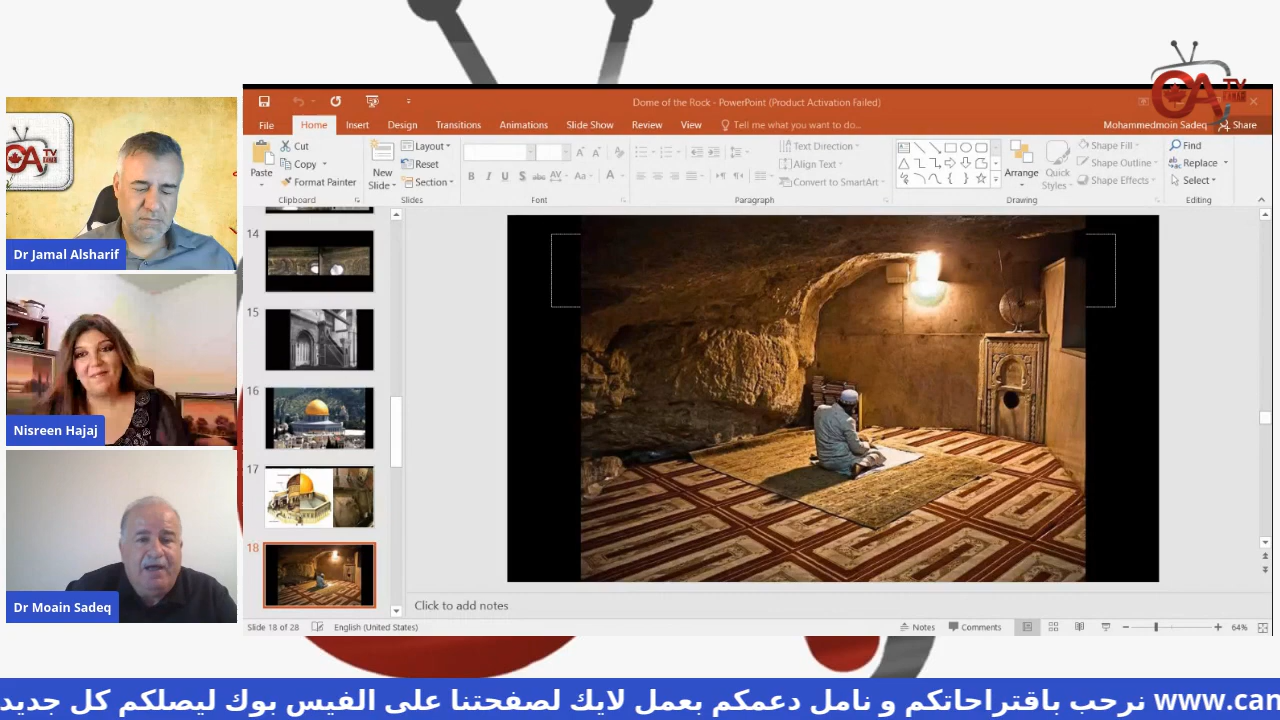 TV
Dome of the Rock - PowerPoint (Product Activation Failed)
File Home Insert Design Transitions Animations Slide Show Review View Tell me what you want to do... Mohammedmoin Sadeq Share
Paste
Cut
Copy
Format Painter
Clipboard
New Slide
Layout
Reset
Section
Slides
B I U S abc AV Aa A
Font
Text Direction
Align Text
Convert to SmartArt
Paragraph
Arrange
Quick Styles
Shape Fill
Shape Outline
Shape Effects
Drawing
Find
Replace
Select
Editing
Dr Jamal Alsharif
Nisreen Hajaj
Dr Moain Sadeq
14
15
16
17
18
Click to add notes
Slide 18 of 28 English (United States) Notes Comments 64%
نرحب باقتراحاتكم و نامل دعمكم بعمل لايك لصفحتنا على الفيس بوك ليصلكم كل جديد www.can